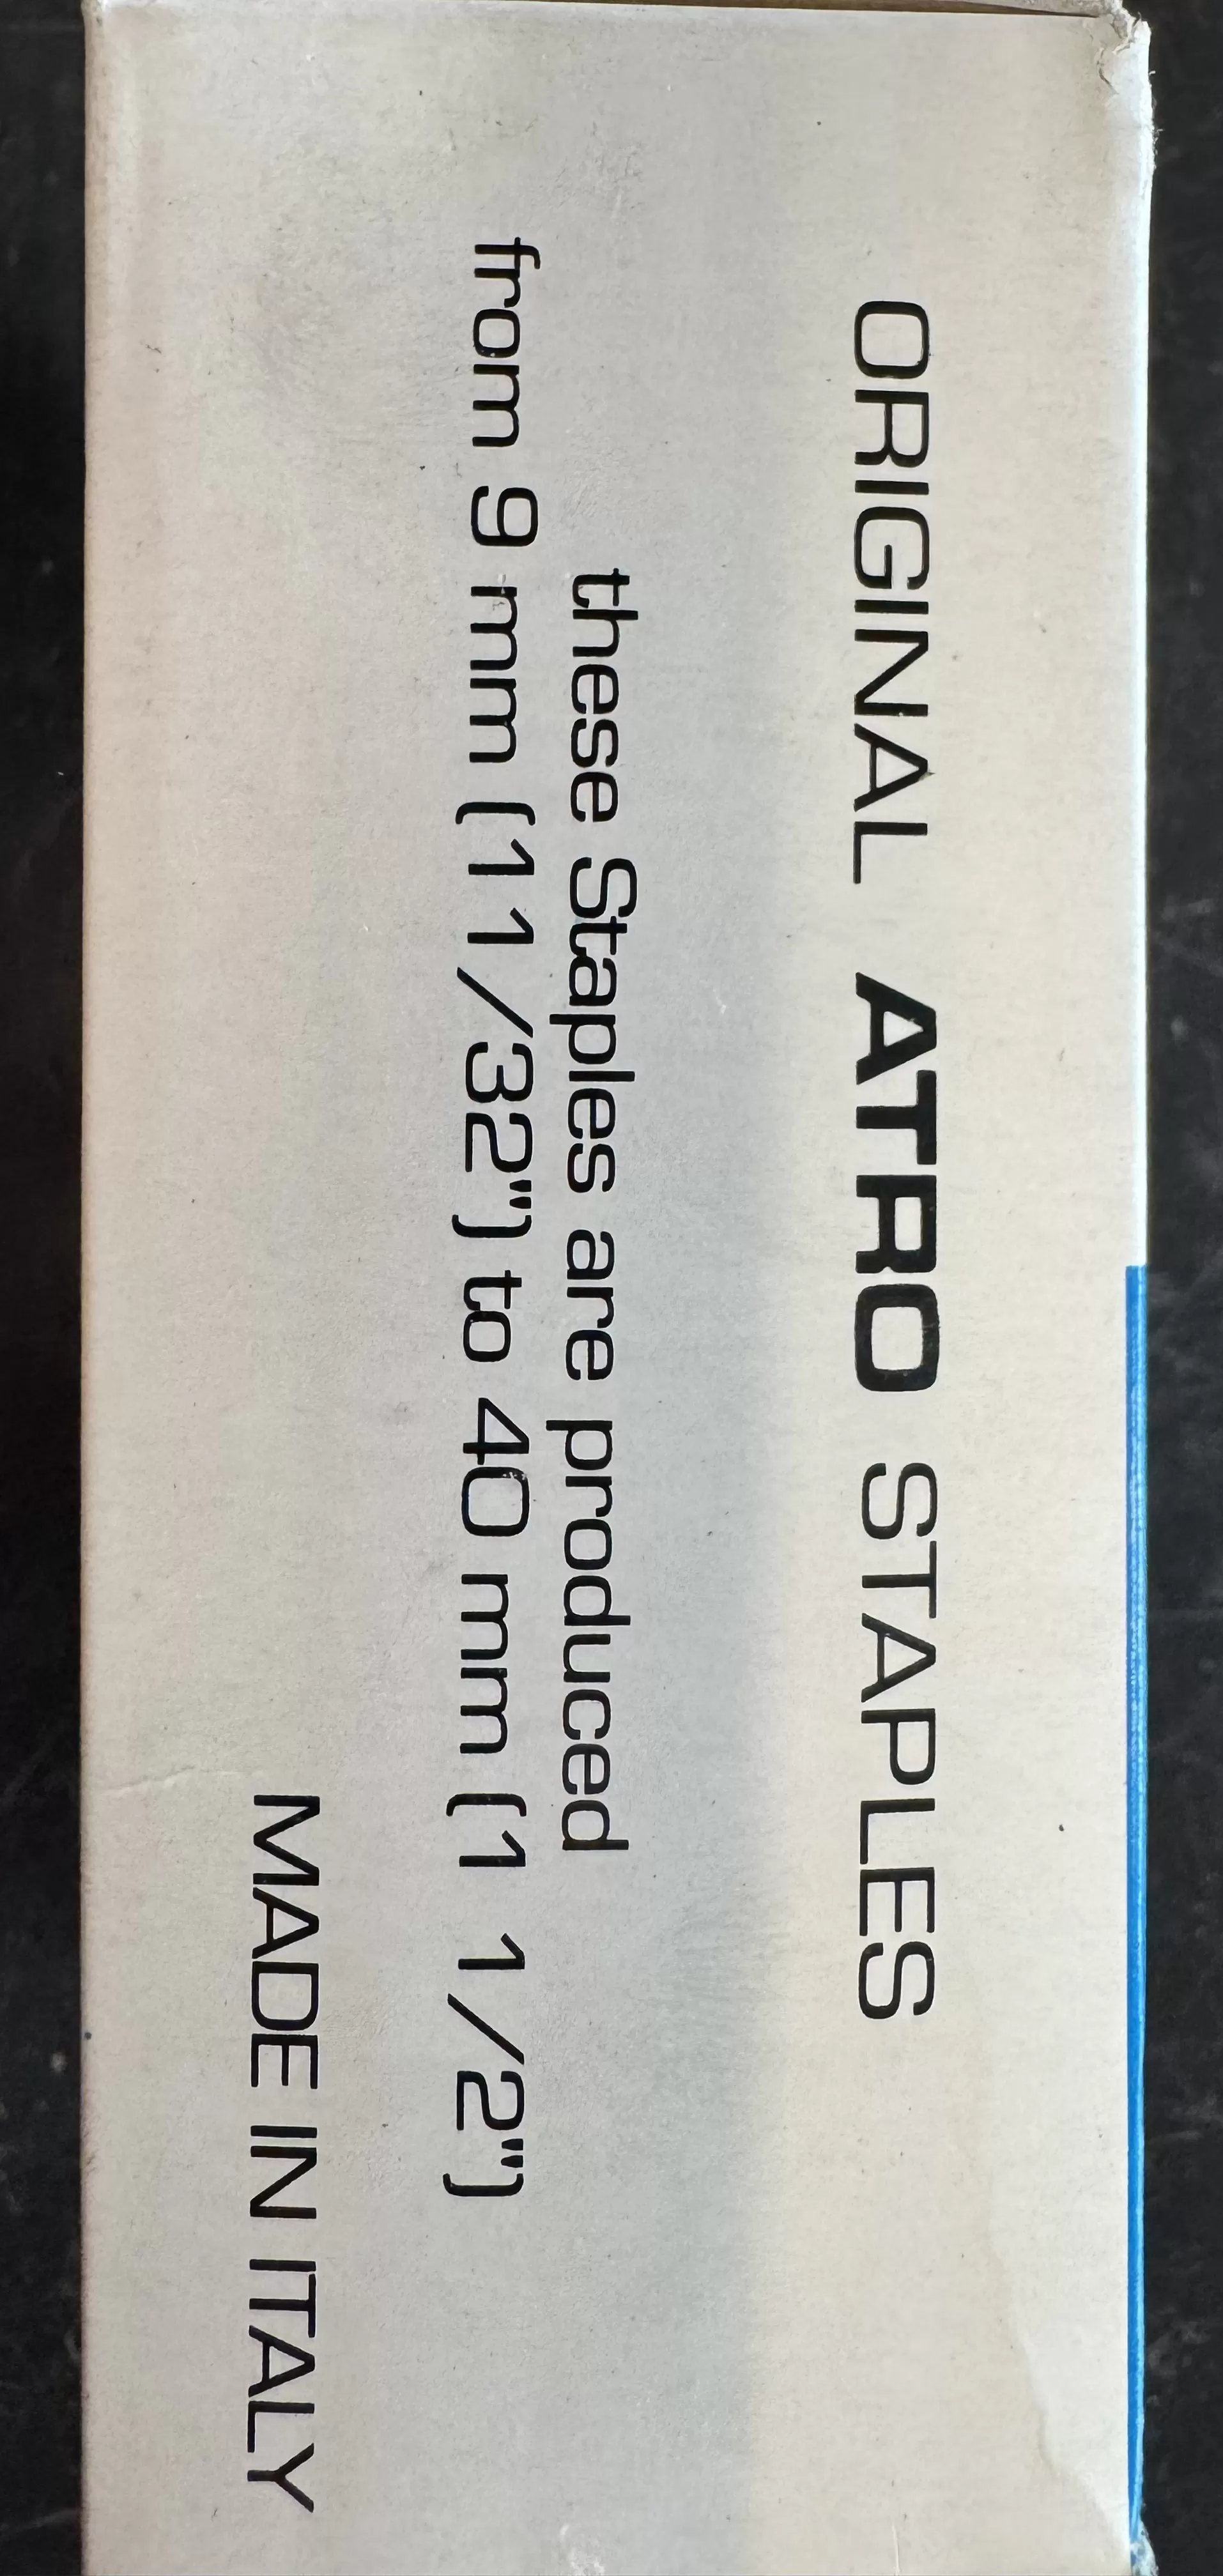 ORIGINAL ATRO STAPLES
these Staples are produced
from 9 mm (11/32") to 40 mm (1 1/2")
MADE IN ITALY